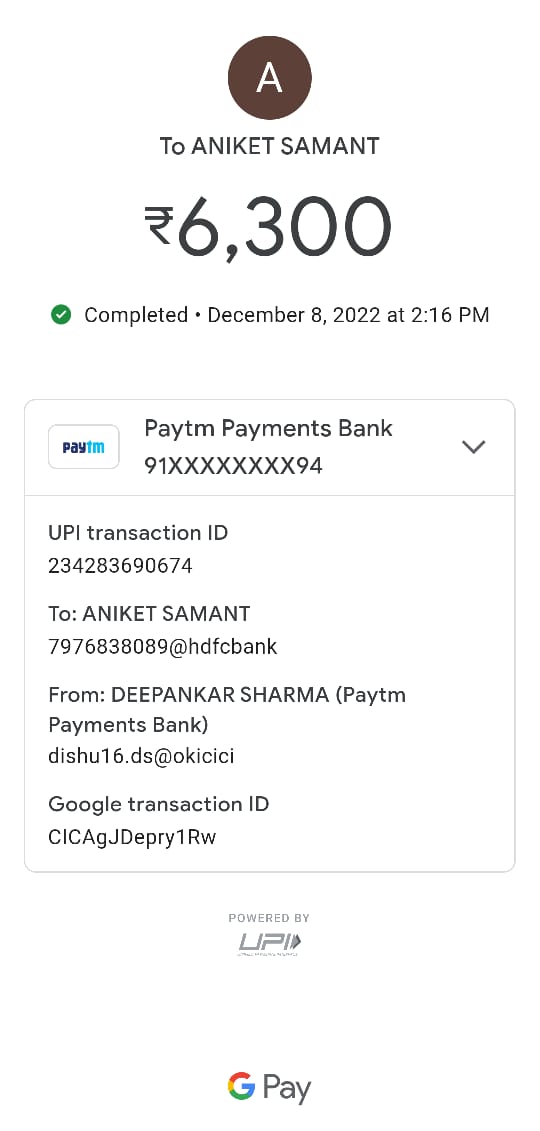 A
To ANIKET SAMANT
₹6,300
Completed • December 8, 2022 at 2:16 PM
paytm
Paytm Payments Bank
91XXXXXXXX94
UPI transaction ID
234283690674
To: ANIKET SAMANT
7976838089@hdfcbank
From: DEEPANKAR SHARMA (Paytm
Payments Bank)
dishu16.ds@okicici
Google transaction ID
CICAgJDepry1Rw
POWERED BY
UPI
G Pay